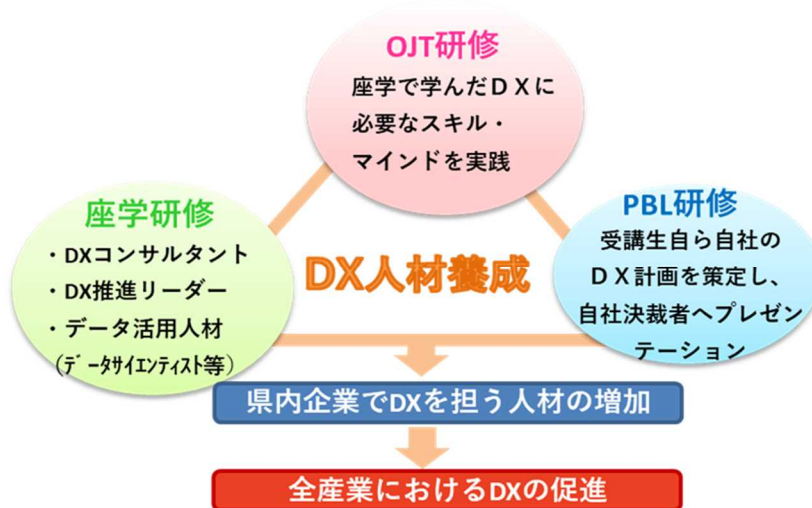 OJT研修
座学で学んだＤＸに
必要なスキル・
マインドを実践
座学研修
・DXコンサルタント
・DX推進リーダー
・データ活用人材
（ﾃﾞｰﾀｻｲｴﾝﾃｨｽﾄ等）
DX人材養成
PBL研修
受講生自ら自社の
ＤＸ計画を策定し、
自社決裁者へプレゼン
テーション
県内企業でDXを担う人材の増加
全産業におけるDXの促進